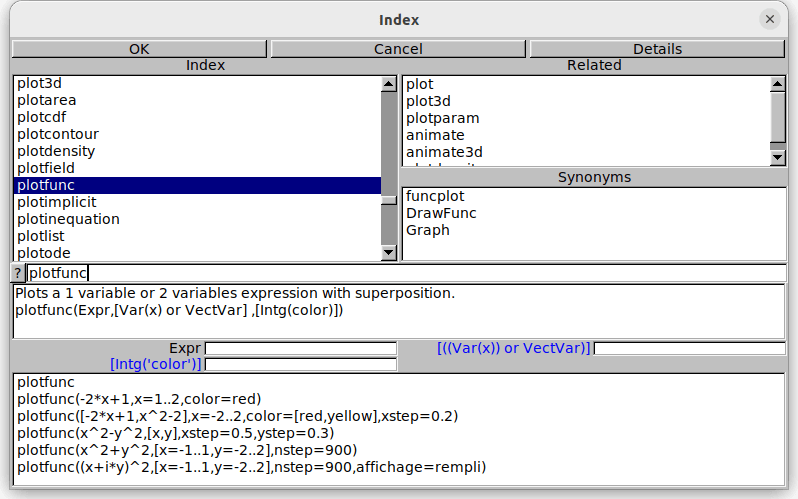 Index
OK Cancel Details
Index Related
plot3d
plotarea
plotcdf
plotcontour
plotdensity
plotfield
plotfunc
plotimplicit
plotinequation
plotlist
plotode
plot
plot3d
plotparam
animate
animate3d
Synonyms
funcplot
DrawFunc
Graph
? plotfunc
Plots a 1 variable or 2 variables expression with superposition.
plotfunc(Expr,[Var(x) or VectVar] ,[Intg(color)])
Expr [((Var(x)) or VectVar)]
[Intg('color')]
plotfunc
plotfunc(-2*x+1,x=1..2,color=red)
plotfunc([-2*x+1,x^2-2],x=-2..2,color=[red,yellow],xstep=0.2)
plotfunc(x^2-y^2,[x,y],xstep=0.5,ystep=0.3)
plotfunc(x^2+y^2,[x=-1..1,y=-2..2],nstep=900)
plotfunc((x+i*y)^2,[x=-1..1,y=-2..2],nstep=900,affichage=rempli)